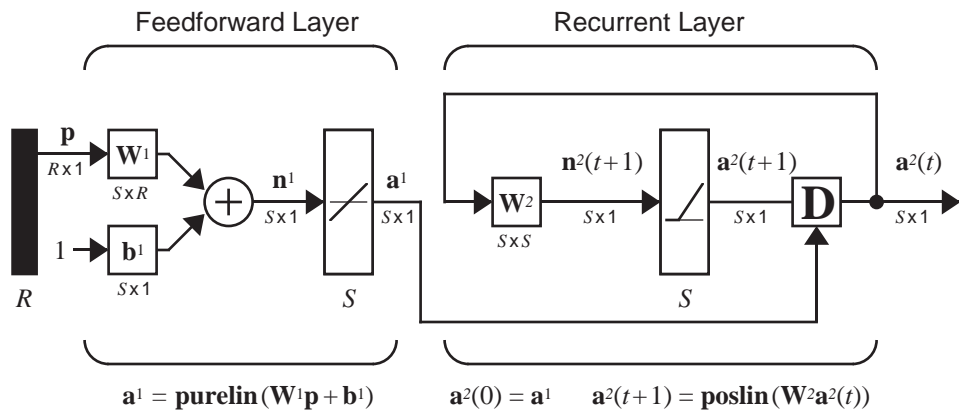 Feedforward Layer Recurrent Layer
p W¹ n¹ a¹ n²(t+1) a²(t+1) a²(t)
R x 1 S x R S x 1 S x 1 W² S x 1 S x 1 D S x 1
S x S
1 b¹
S x 1
R S S
a¹ = purelin(W¹p + b¹) a²(0) = a¹ a²(t+1) = poslin(W²a²(t))